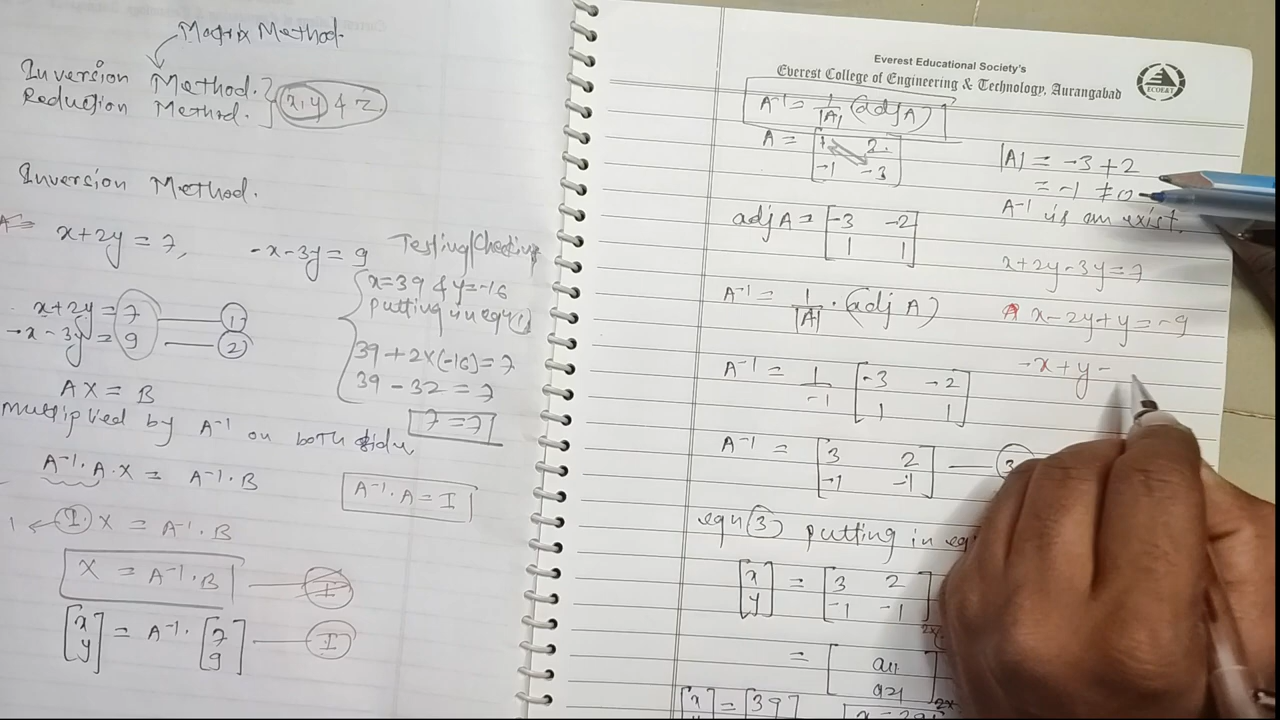 Matrix Method.
Inversion Method.
Reduction Method.
x, y & z
Inversion Method.
x+2y = 7, -x-3y = 9
x+2y = 7 — 1
-x-3y = 9 — 2
AX = B
multiplied by A⁻¹ on both side
A⁻¹·A·X = A⁻¹·B
A⁻¹·A = I
1 ← I X = A⁻¹·B
X = A⁻¹·B — I
[x y] = A⁻¹·[7 9] — I
Testing/Checking
x=39 & y=-16
putting in eqn 1
39+2x(-16)=7
39-32=7
7=7
Everest Educational Society's
Everest College of Engineering & Technology, Aurangabad
ECOE&T
A⁻¹ = 1/|A| (adj A)
A = [1 2. -1 -3]
|A| = -3+2
= -1 ≠ 0
A⁻¹ is an exist.
adj A = [-3 -2 1 1]
x+2y-3y=7
A⁻¹ = 1/|A| · (adj A)
x-2y+y=-9
-x+y-
A⁻¹ = 1/-1 [-3 -2 1 1]
A⁻¹ = [3 2 -1 -1] — 3
eqn (3) putting in eq
[x y] = [3 2 -1 -1]
= [a11 a21]
2x
[x y] = [39